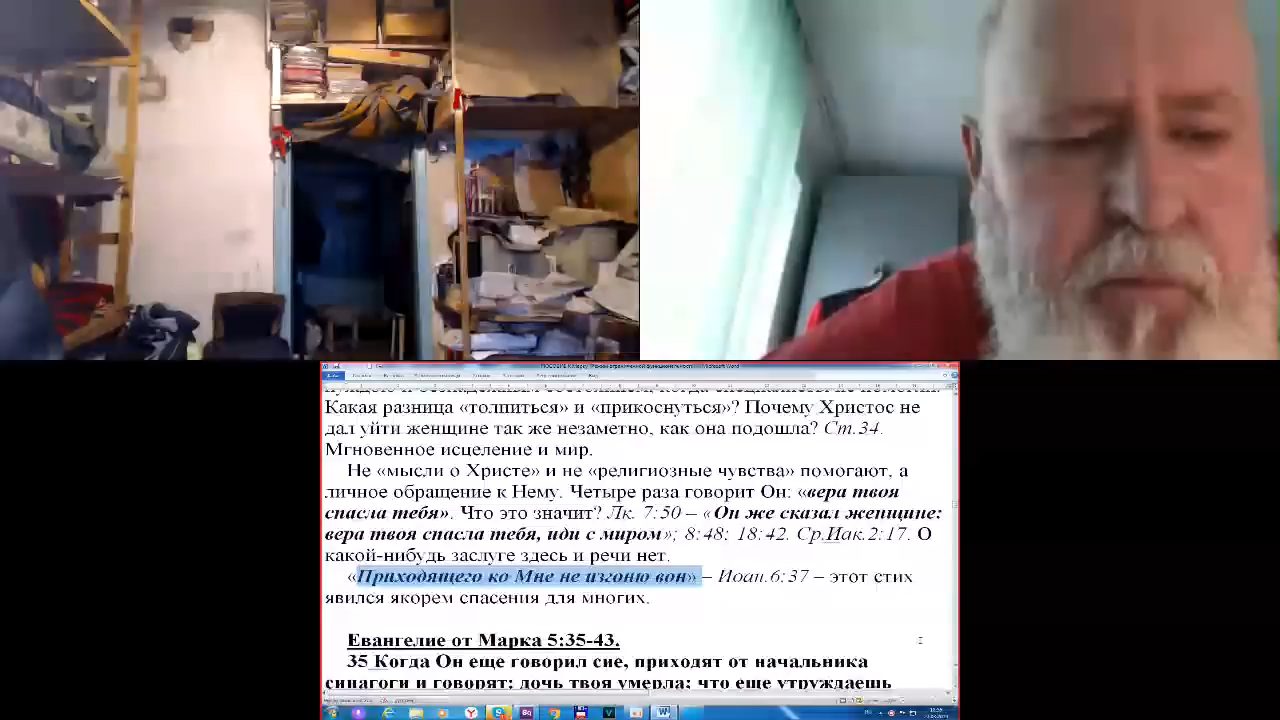 Какая разница «толпиться» и «прикоснуться»? Почему Христос не
дал уйти женщине так же незаметно, как она подошла? Ст.34.
Мгновенное исцеление и мир.
Не «мысли о Христе» и не «религиозные чувства» помогают, а
личное обращение к Нему. Четыре раза говорит Он: «вера твоя
спасла тебя». Что это значит? Лк. 7:50 – «Он же сказал женщине:
вера твоя спасла тебя, иди с миром»; 8:48; 18:42. Ср.Иак.2:17. О
какой-нибудь заслуге здесь и речи нет.
«Приходящего ко Мне не изгоню вон» – Иоан.6:37 – этот стих
явился якорем спасения для многих.
Евангелие от Марка 5:35-43.
35 Когда Он еще говорил сие, приходят от начальника
синагоги и говорят: дочь твоя умерла; что еще утруждаешь